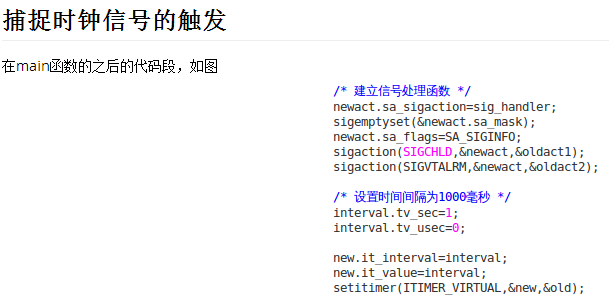 捕捉时钟信号的触发
在main函数的之后的代码段，如图
/* 建立信号处理函数 */
newact.sa_sigaction=sig_handler;
sigemptyset(&newact.sa_mask);
newact.sa_flags=SA_SIGINFO;
sigaction(SIGCHLD,&newact,&oldact1);
sigaction(SIGVTALRM,&newact,&oldact2);
/* 设置时间间隔为1000毫秒 */
interval.tv_sec=1;
interval.tv_usec=0;
new.it_interval=interval;
new.it_value=interval;
setitimer(ITIMER_VIRTUAL,&new,&old);